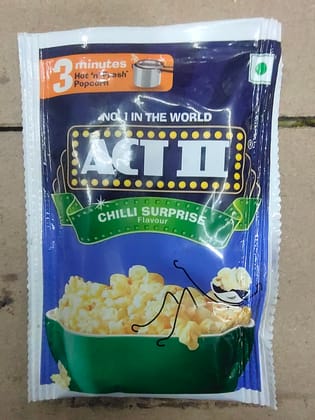 3 minutes
Hot 'n' Fresh
Popcorn
NO. 1 IN THE WORLD
ACT II
®
CHILLI SURPRISE
Flavour